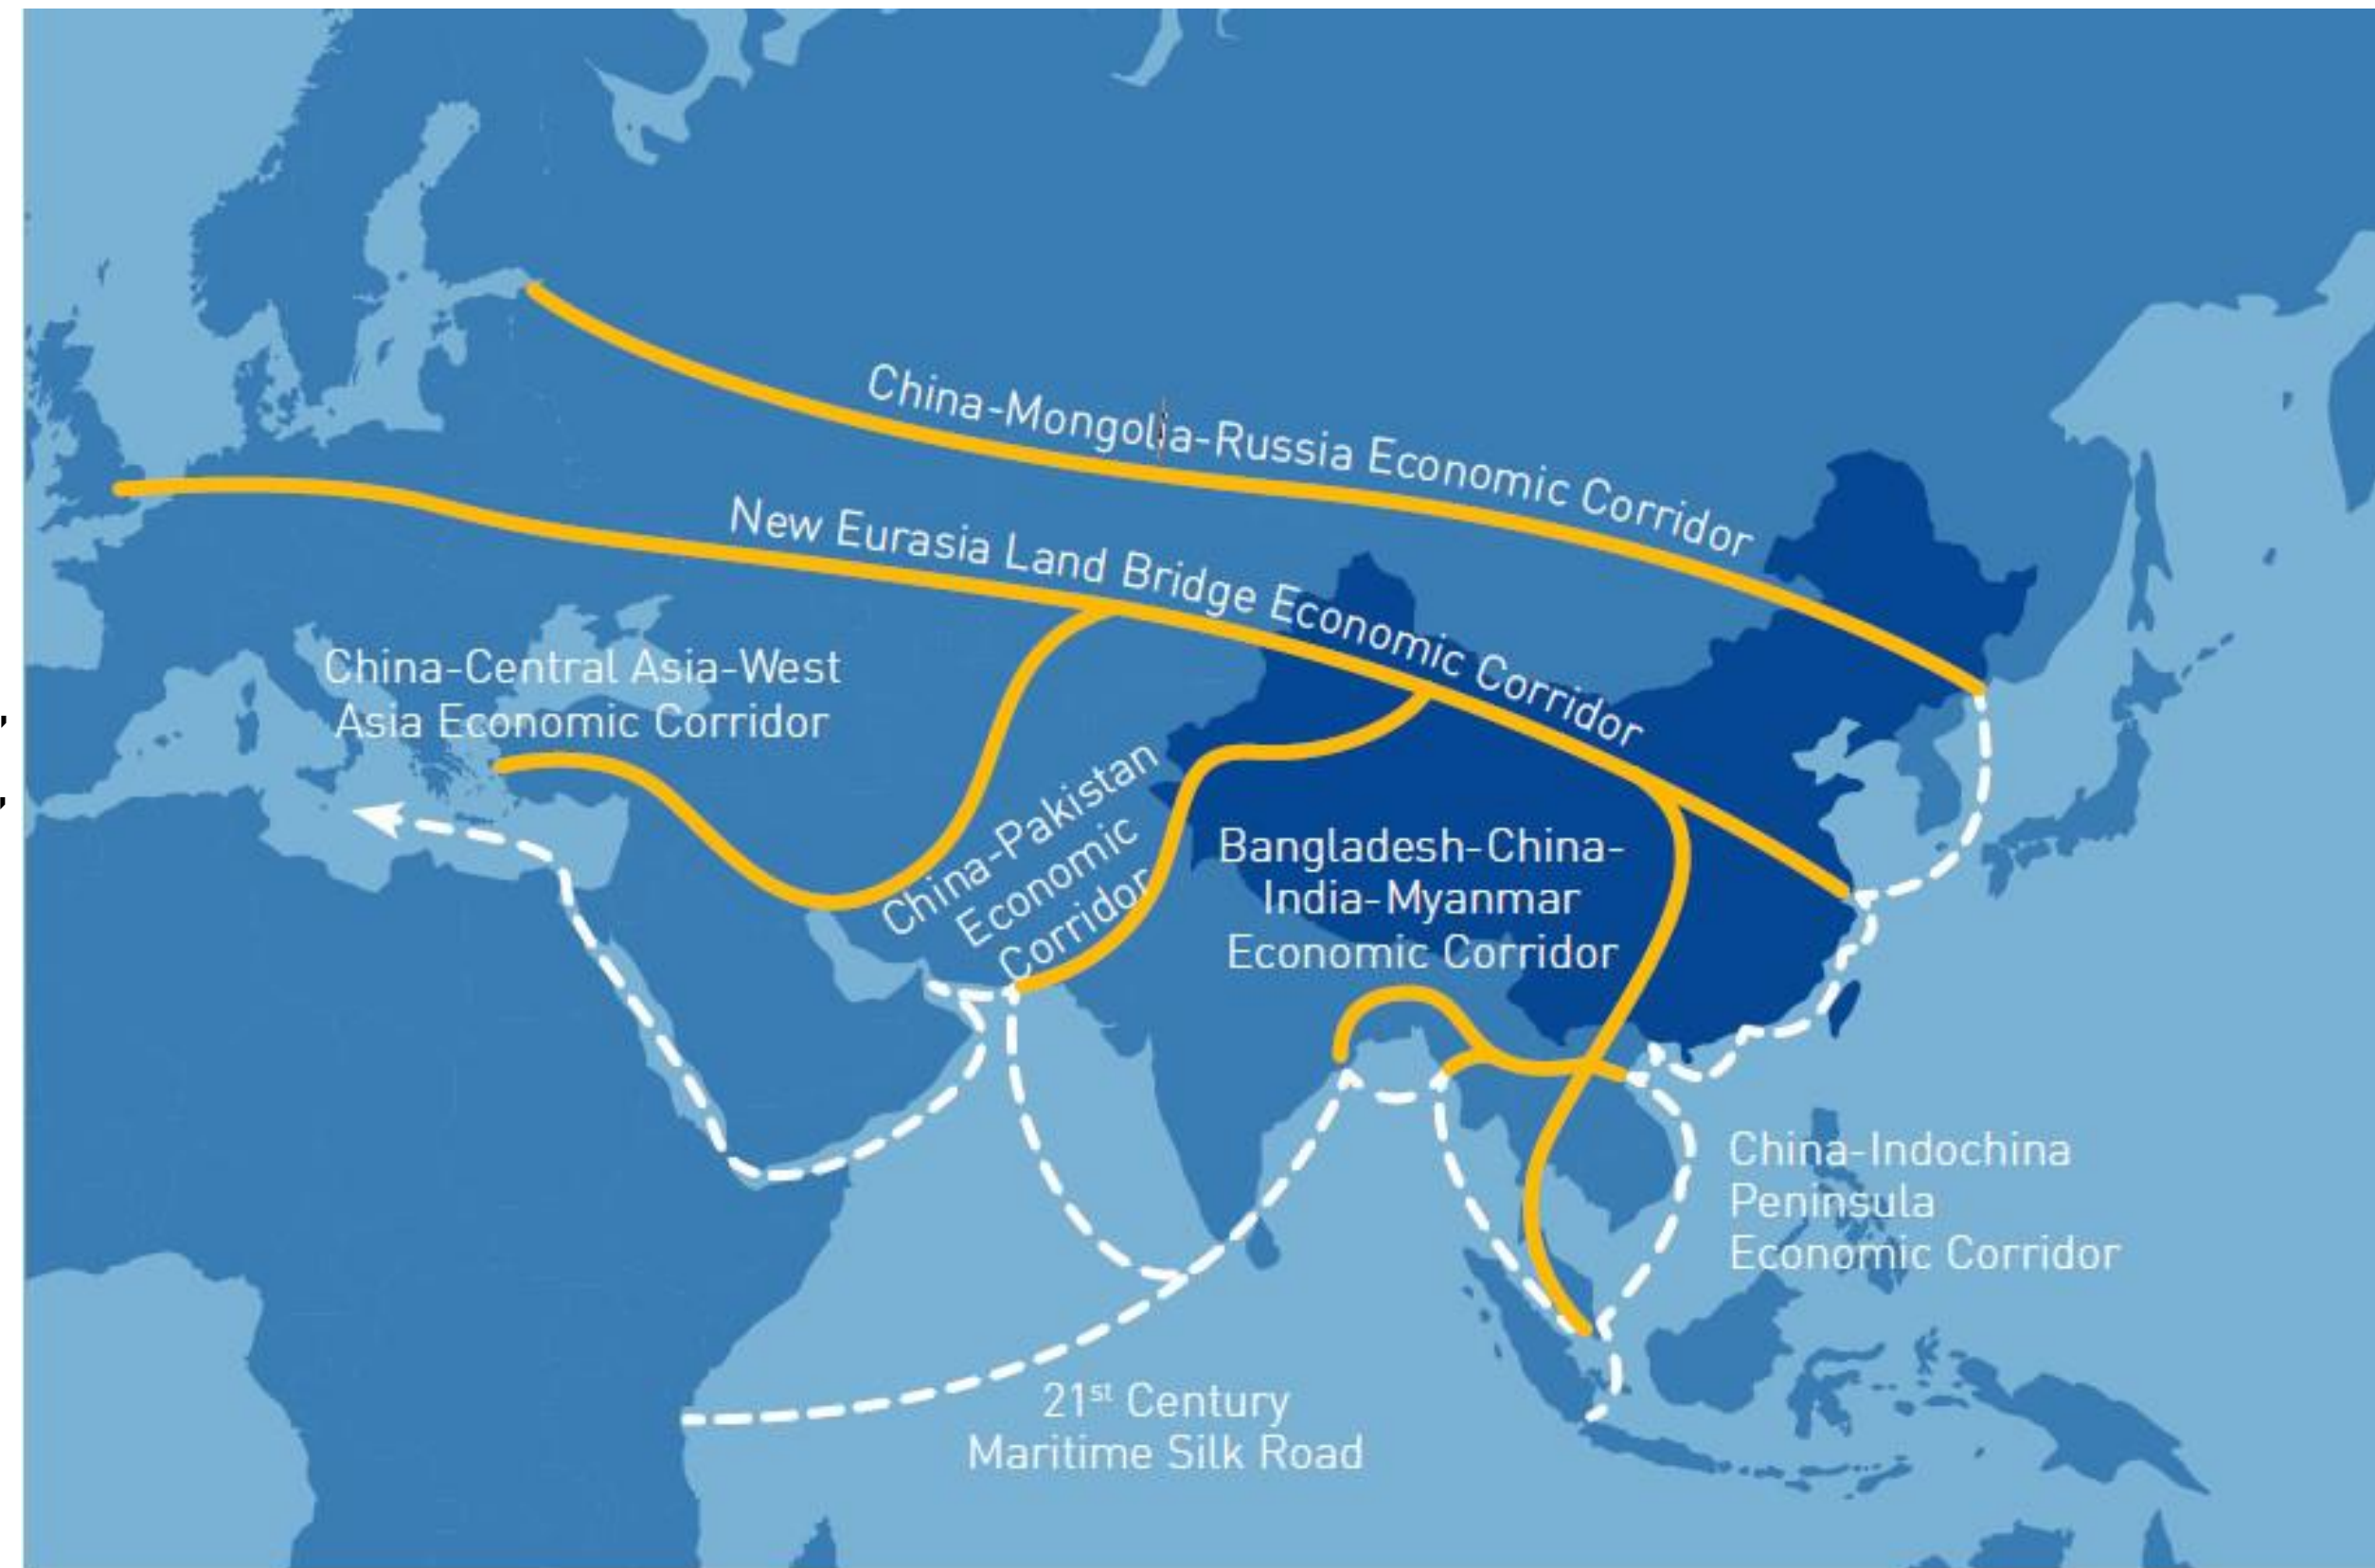 China-Mongolia-Russia Economic Corridor
New Eurasia Land Bridge Economic Corridor
China-Central Asia-West
Asia Economic Corridor
China-Pakistan
Economic
Corridor
Bangladesh-China-
India-Myanmar
Economic Corridor
China-Indochina
Peninsula
Economic Corridor
21st Century
Maritime Silk Road